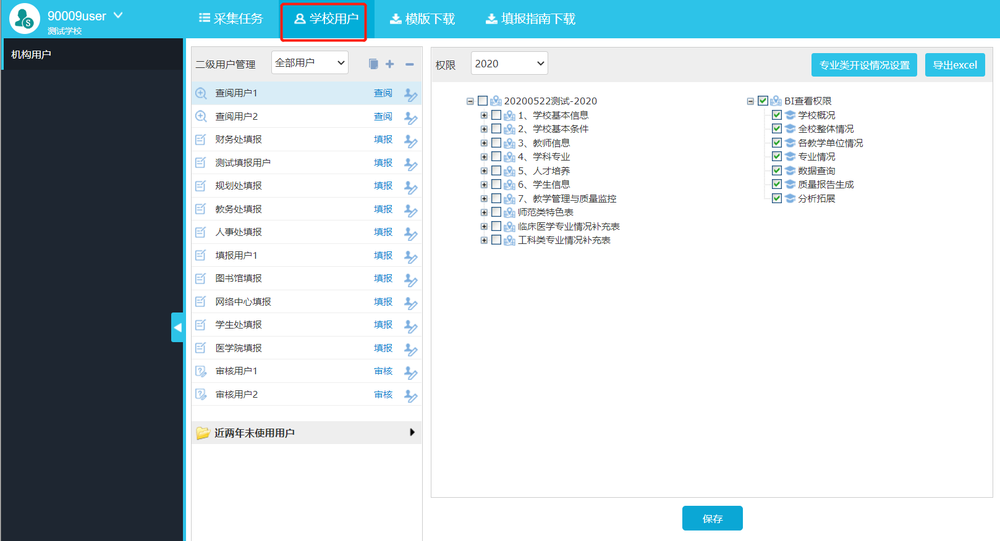 90009user
测试学校
采集任务
学校用户
模版下载
填报指南下载
机构用户
二级用户管理
全部用户
查阅用户1 查阅
查阅用户2 查阅
财务处填报 填报
测试填报用户 填报
规划处填报 填报
教务处填报 填报
人事处填报 填报
填报用户1 填报
图书馆填报 填报
网络中心填报 填报
学生处填报 填报
医学院填报 填报
审核用户1 审核
审核用户2 审核
近两年未使用用户
权限
2020
专业类开设情况设置
导出excel
20200522测试-2020
1、学校基本信息
2、学校基本条件
3、教师信息
4、学科专业
5、人才培养
6、学生信息
7、教学管理与质量监控
师范类特色表
临床医学专业情况补充表
工科类专业情况补充表
BI查看权限
学校概况
全校整体情况
各教学单位情况
专业情况
数据查询
质量报告生成
分析拓展
保存